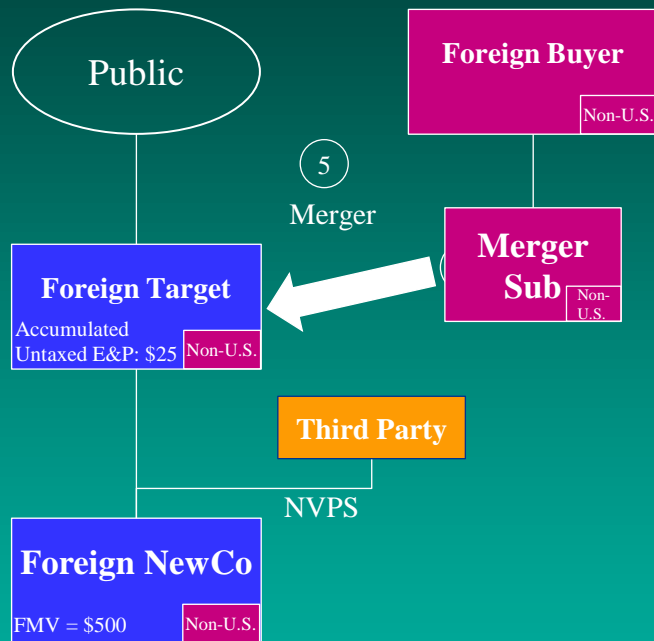 Public
Foreign Buyer
Non-U.S.
5
Merger
Merger
Sub
Non-
U.S.
Foreign Target
Accumulated
Untaxed E&P: $25
Non-U.S.
Third Party
NVPS
Foreign NewCo
FMV = $500
Non-U.S.